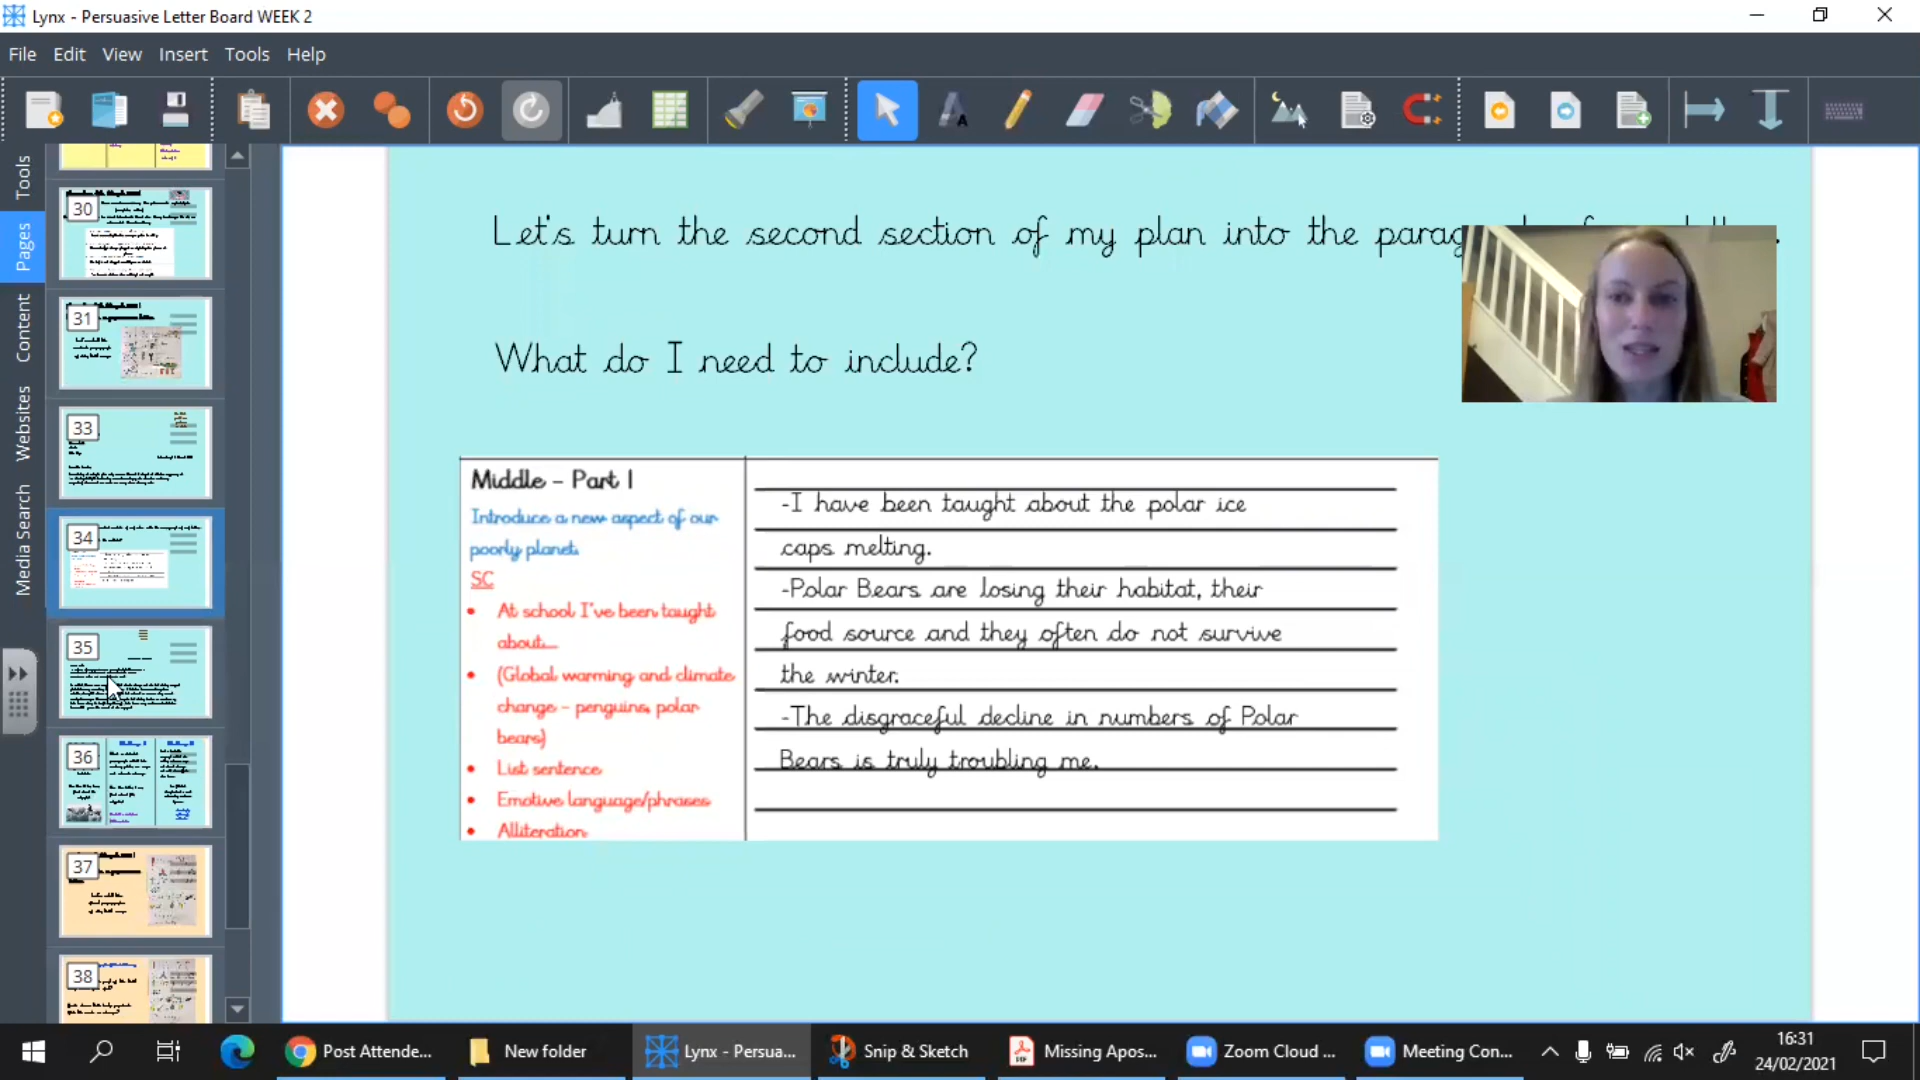 Lynx - Persuasive Letter Board WEEK 2
File Edit View Insert Tools Help
Tools
Pages
Content
Websites
Media Search
30
31
33
34
35
36
37
38
Let's turn the second section of my plan into the
What do I need to include?
Middle - Part 1
Introduce a new aspect of our
poorly planet.
SC
• At school I've been taught
about...
• (Global warming and climate
change - penguins, polar
bears)
• List sentence
• Emotive language/phrases
• Alliteration
-I have been taught about the polar ice
caps melting.
-Polar Bears are losing their habitat, their
food source and they often do not survive
the winter.
-The disgraceful decline in numbers of Polar
Bears is truly troubling me.
Post Attende...
New folder
Lynx - Persua...
Snip & Sketch
Missing Apos...
Zoom Cloud ...
Meeting Con...
16:31
24/02/2021